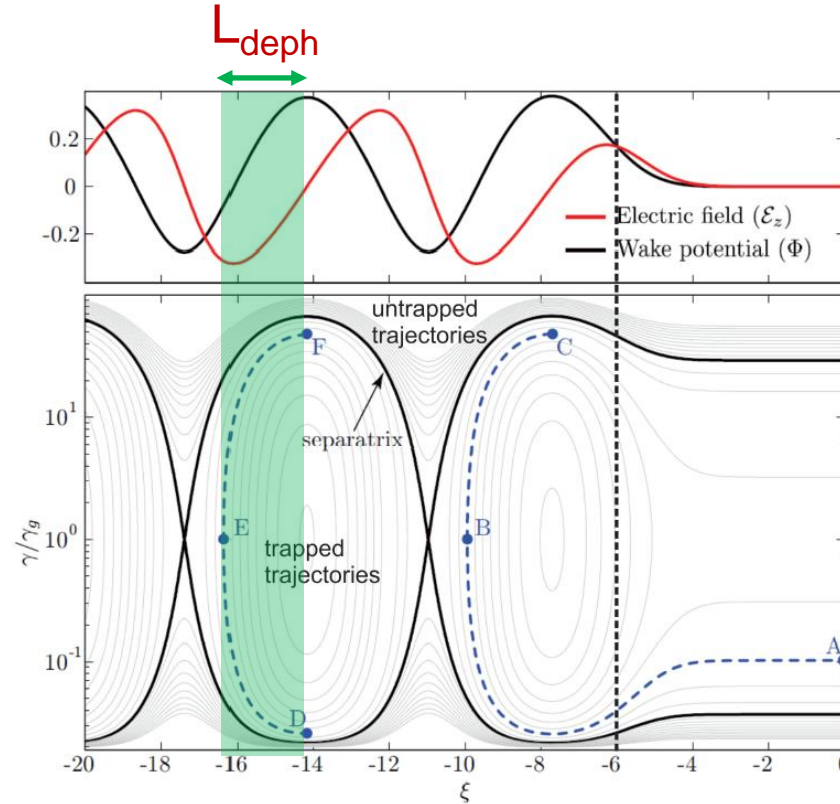 L_deph
0.2
0
-0.2
Electric field (ℰ_z)
Wake potential (Φ)
untrapped
trajectories
F
C
separatrix
10^1
γ/γ_g
10^0
E
B
trapped
trajectories
10^-1
A
D
-20 -18 -16 -14 -12 -10 -8 -6 -4 -2
ξ